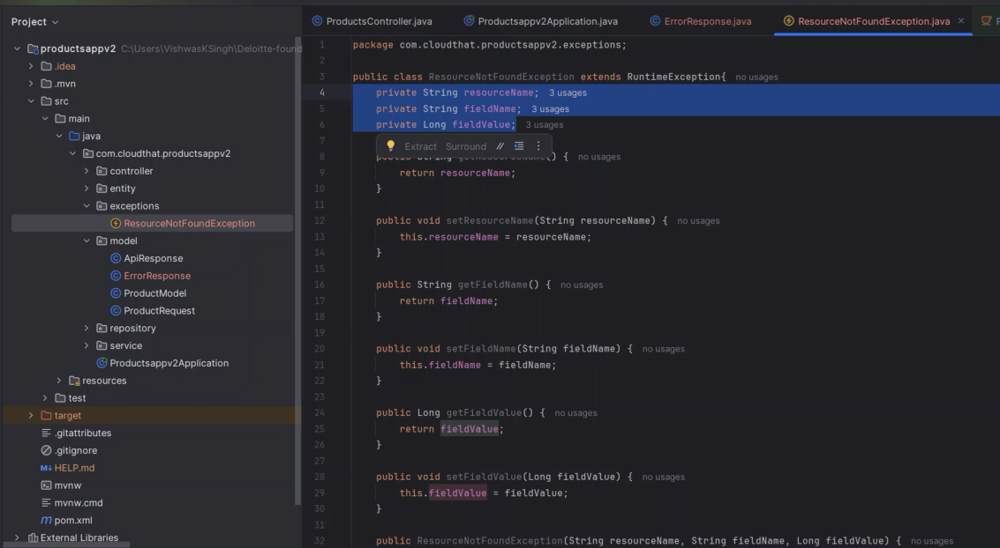 Project
productsappv2 C:\Users\VishwasKSingh\Deloitte-found
.idea
.mvn
src
main
java
com.cloudthat.productsappv2
controller
entity
exceptions
ResourceNotFoundException
model
ApiResponse
ErrorResponse
ProductModel
ProductRequest
repository
service
Productsappv2Application
resources
test
target
.gitattributes
.gitignore
M↓ HELP.md
mvnw
mvnw.cmd
m pom.xml
External Libraries
ProductsController.java Productsappv2Application.java ErrorResponse.java ResourceNotFoundException.java
1 package com.cloudthat.productsappv2.exceptions;
2
3 public class ResourceNotFoundException extends RuntimeException{ no usages
4 private String resourceName; 3 usages
5 private String fieldName; 3 usages
6 private Long fieldValue; 3 usages
7 Extract Surround //
8 () { no usages
9 return resourceName;
10 }
11
12 public void setResourceName(String resourceName) { no usages
13 this.resourceName = resourceName;
14 }
15
16 public String getFieldName() { no usages
17 return fieldName;
18 }
19
20 public void setFieldName(String fieldName) { no usages
21 this.fieldName = fieldName;
22 }
23
24 public Long getFieldValue() { no usages
25 return fieldValue;
26 }
27
28 public void setFieldValue(Long fieldValue) { no usages
29 this.fieldValue = fieldValue;
30 }
31
32 public ResourceNotFoundException(String resourceName, String fieldName, Long fieldValue) { no usages